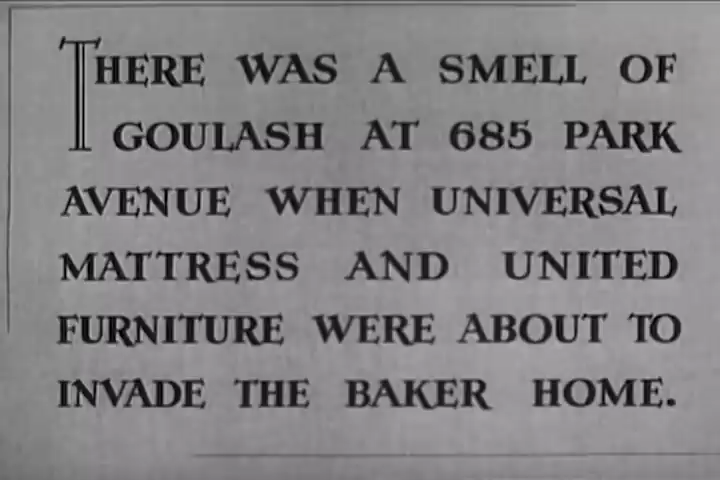 THERE WAS A SMELL OF
GOULASH AT 685 PARK
AVENUE WHEN UNIVERSAL
MATTRESS AND UNITED
FURNITURE WERE ABOUT TO
INVADE THE BAKER HOME.